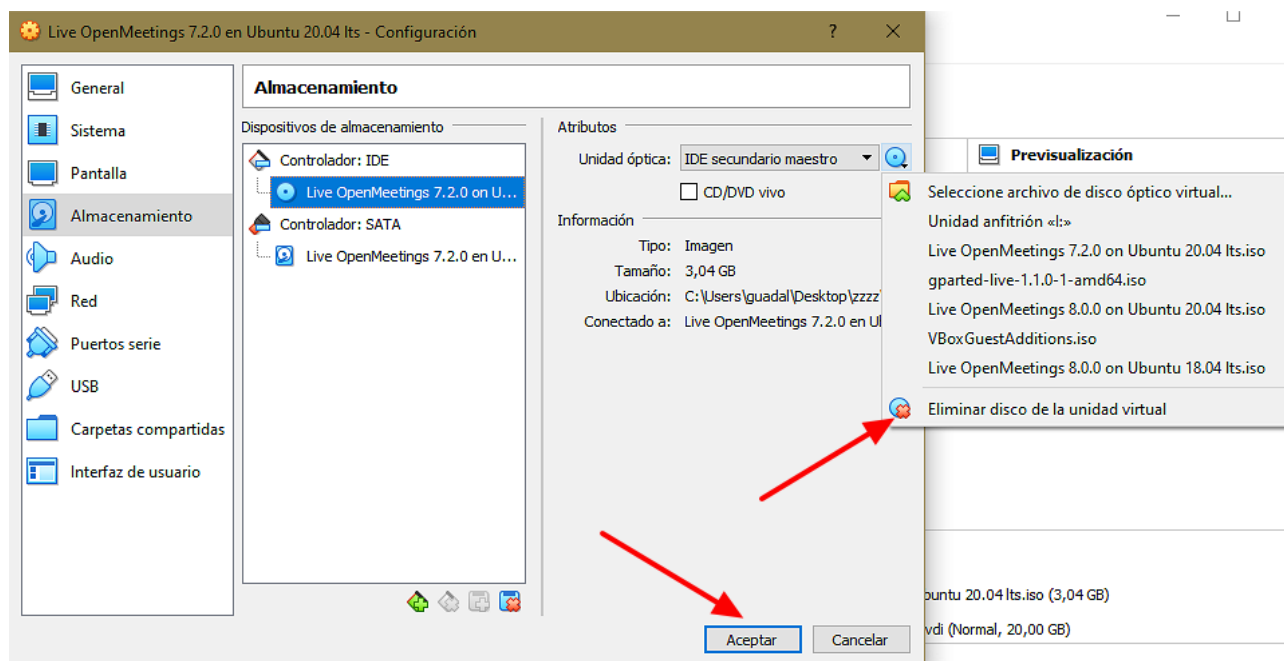 Live OpenMeetings 7.2.0 en Ubuntu 20.04 lts - Configuración
?
General
Sistema
Pantalla
Almacenamiento
Audio
Red
Puertos serie
USB
Carpetas compartidas
Interfaz de usuario
Almacenamiento
Dispositivos de almacenamiento
Controlador: IDE
Live OpenMeetings 7.2.0 on U...
Controlador: SATA
Live OpenMeetings 7.2.0 en U...
Atributos
Unidad óptica: IDE secundario maestro
CD/DVD vivo
Información
Tipo: Imagen
Tamaño: 3,04 GB
Ubicación: C:\Users\guadal\Desktop\zzzz
Conectado a: Live OpenMeetings 7.2.0 en
Aceptar
Cancelar
Previsualización
Seleccione archivo de disco óptico virtual...
Unidad anfitrión «I:»
Live OpenMeetings 7.2.0 on Ubuntu 20.04 lts.iso
gparted-live-1.1.0-1-amd64.iso
Live OpenMeetings 8.0.0 on Ubuntu 20.04 lts.iso
VBoxGuestAdditions.iso
Live OpenMeetings 8.0.0 on Ubuntu 18.04 lts.iso
Eliminar disco de la unidad virtual
buntu 20.04 lts.iso (3,04 GB)
vdi (Normal, 20,00 GB)